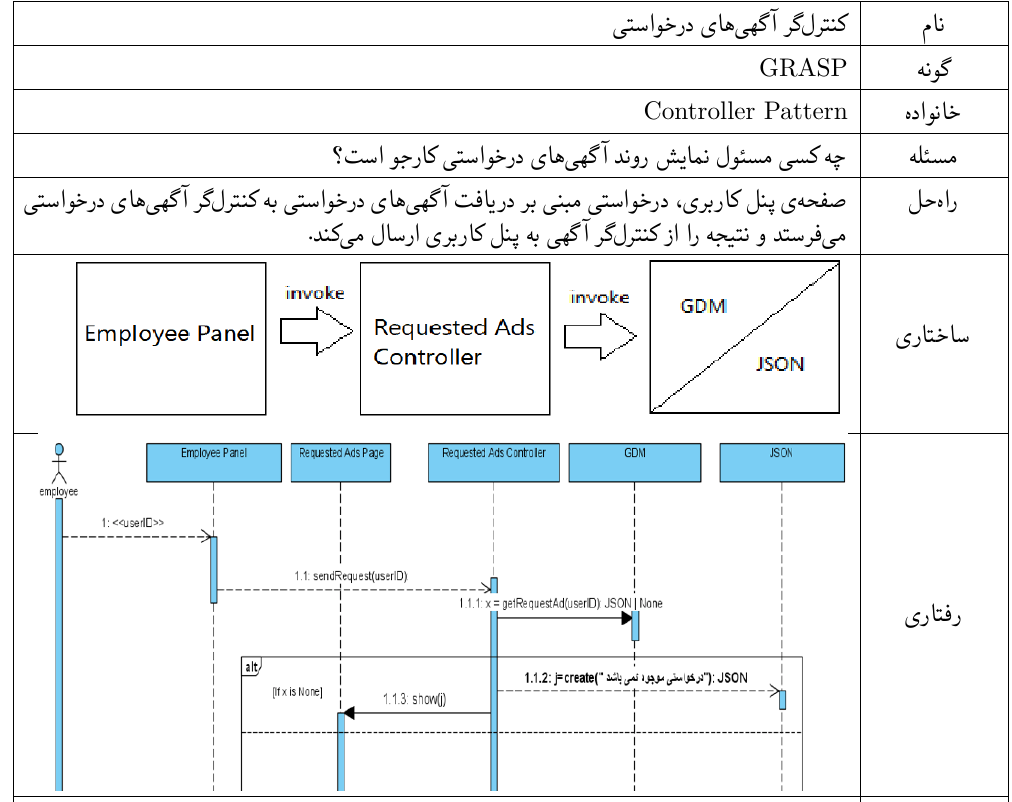 نام
کنترل‌گر آگهی‌های درخواستی
گونه
GRASP
خانواده
Controller Pattern
مسئله
چه کسی مسئول نمایش روند آگهی‌های درخواستی کارجو است؟
راه‌حل
صفحه‌ی پنل کاربری، درخواستی مبنی بر دریافت آگهی‌های درخواستی به کنترل‌گر آگهی‌های درخواستی
می‌فرستد و نتیجه را از کنترل‌گر آگهی به پنل کاربری ارسال می‌کند.
ساختاری
Employee Panel
invoke
Requested Ads
Controller
invoke
GDM
JSON
رفتاری
employee
Employee Panel
Requested Ads Page
Requested Ads Controller
GDM
JSON
1: <<userID>>
1.1: sendRequest(userID)
1.1.1: x = getRequestAd(userID): JSON | None
alt
[If x is None]
1.1.2: j=create("درخواستی موجود نمی باشد"): JSON
1.1.3: show(j)